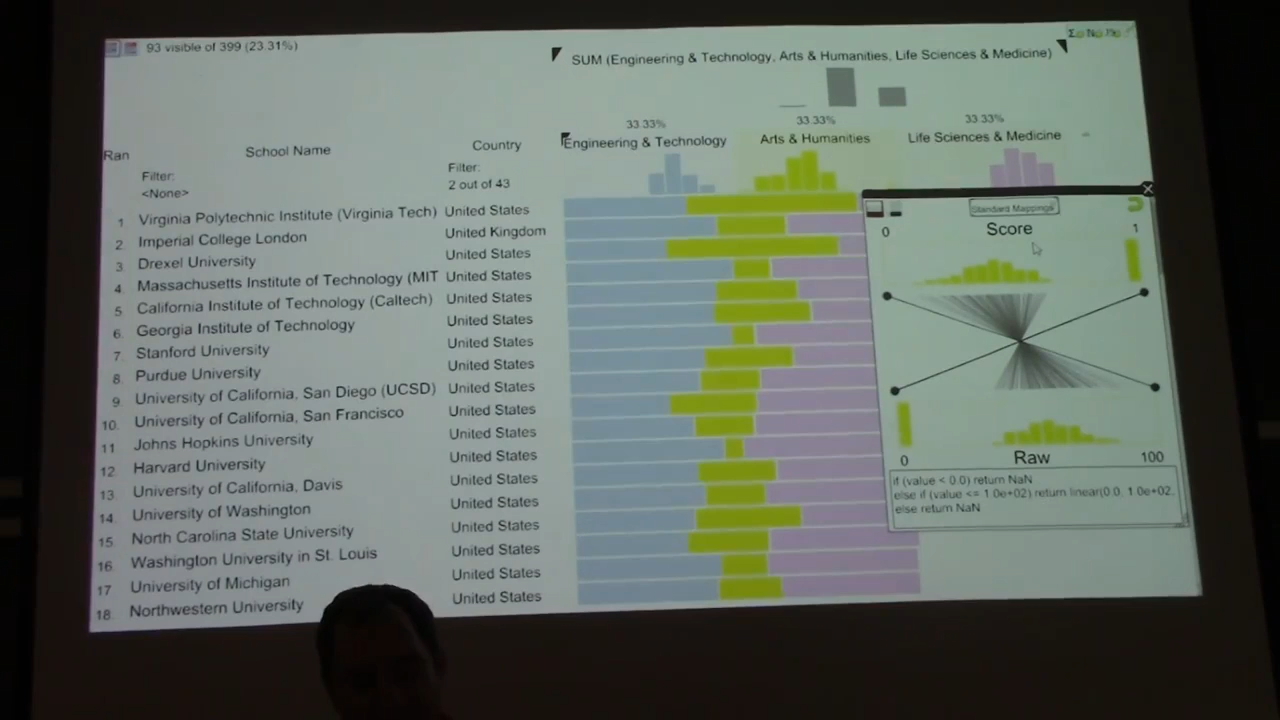 93 visible of 399 (23.31%)
SUM (Engineering & Technology, Arts & Humanities, Life Sciences & Medicine)
33.33% 33.33% 33.33%
Ran School Name Country Engineering & Technology Arts & Humanities Life Sciences & Medicine
Filter: Filter:
<None> 2 out of 43
1. Virginia Polytechnic Institute (Virginia Tech) United States
2. Imperial College London United Kingdom
3. Drexel University United States
4. Massachusetts Institute of Technology (MIT United States
5. California Institute of Technology (Caltech) United States
6. Georgia Institute of Technology United States
7. Stanford University United States
8. Purdue University United States
9. University of California, San Diego (UCSD) United States
10. University of California, San Francisco United States
11 Johns Hopkins University United States
12. Harvard University United States
13. University of California, Davis United States
14. University of Washington United States
15. North Carolina State University United States
16. Washington University in St. Louis United States
17 University of Michigan United States
18. Northwestern University United States
Standard Mappings
0 Score 1
0 Raw 100
if (value < 0.0) return NaN
else if (value <= 1.0e+02) return linear(0.0, 1.0e+02,
else return NaN